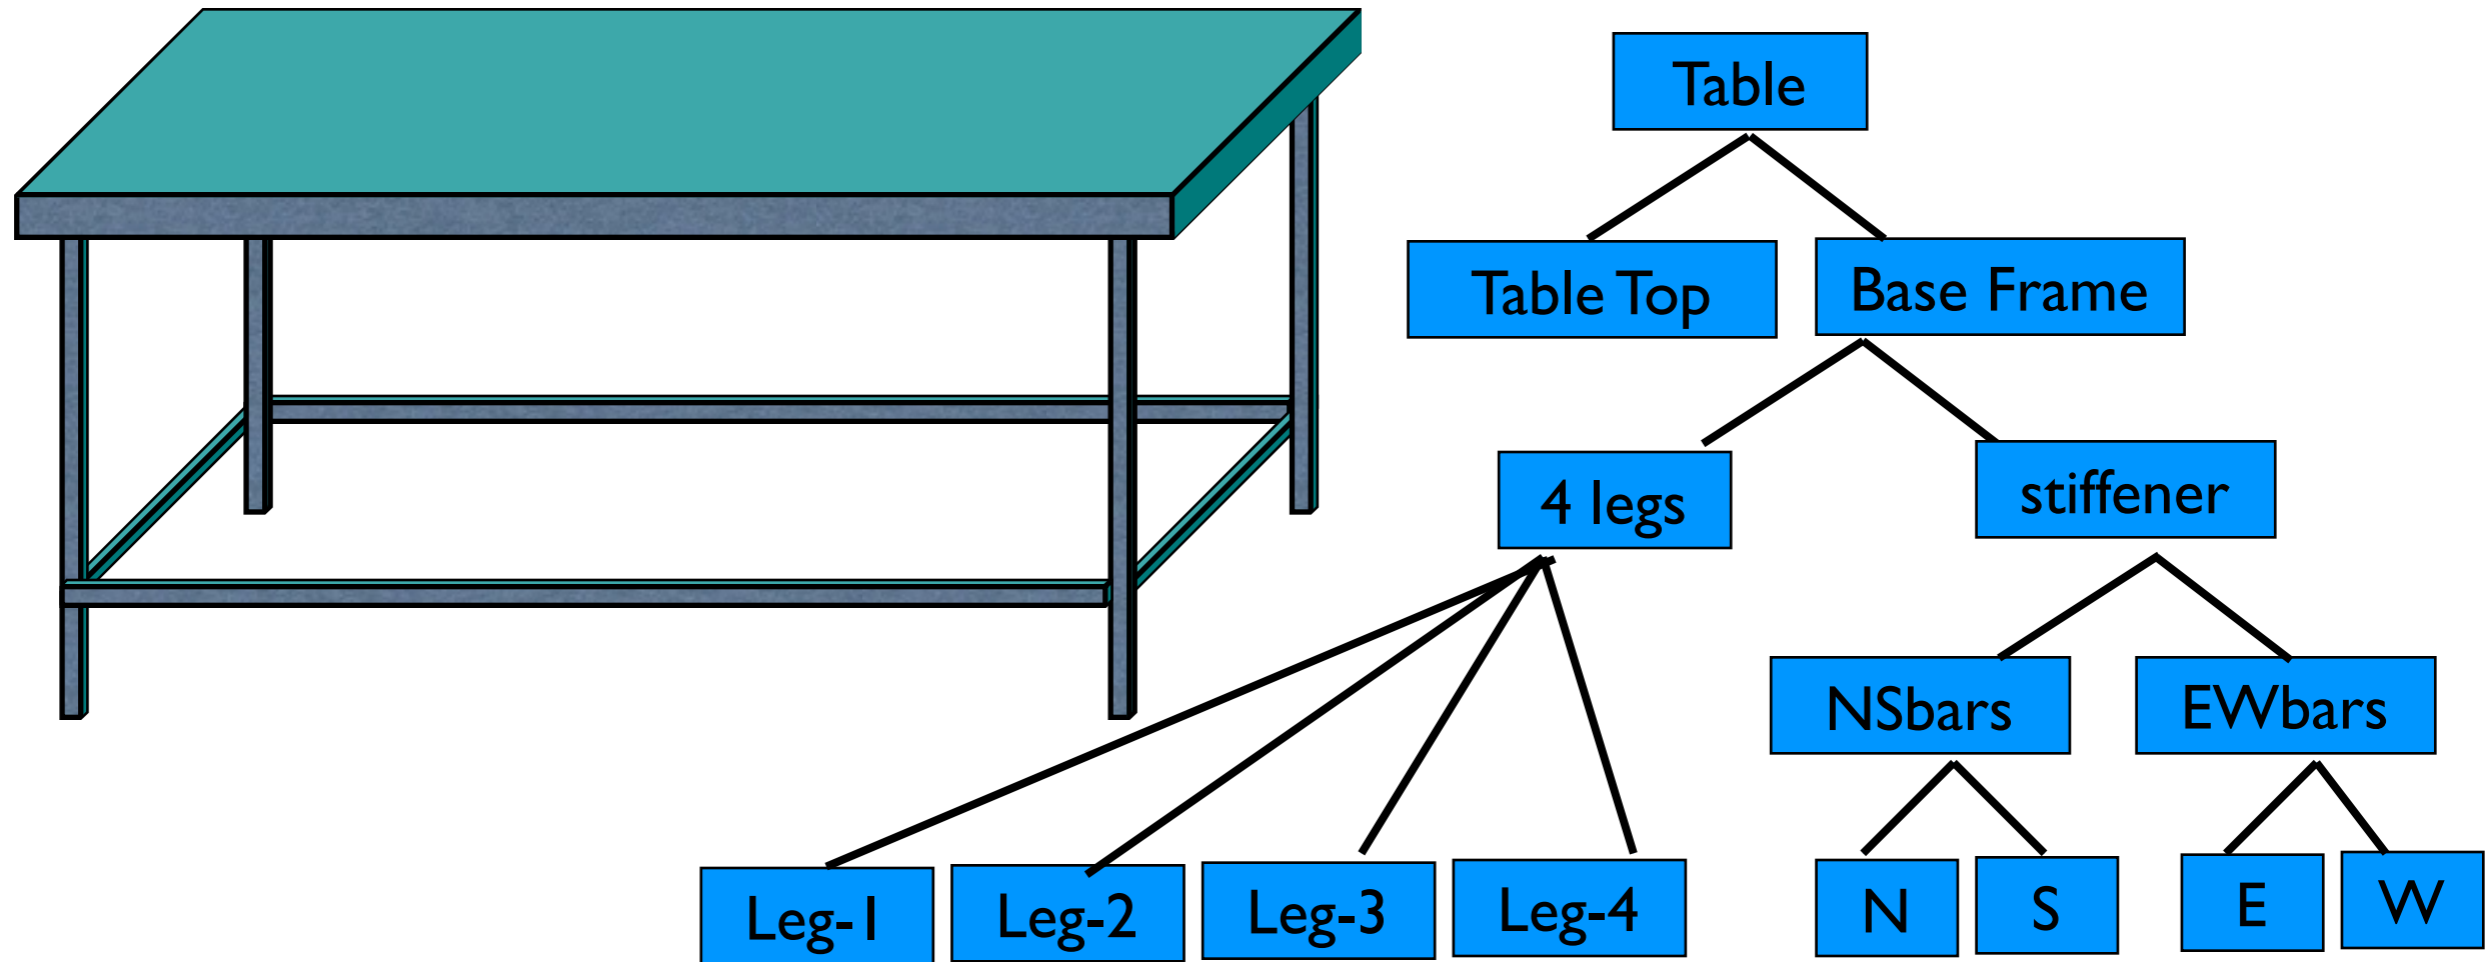 Table
Table Top
Base Frame
4 legs
stiffener
NSbars
EWbars
Leg-1
Leg-2
Leg-3
Leg-4
N
S
E
W